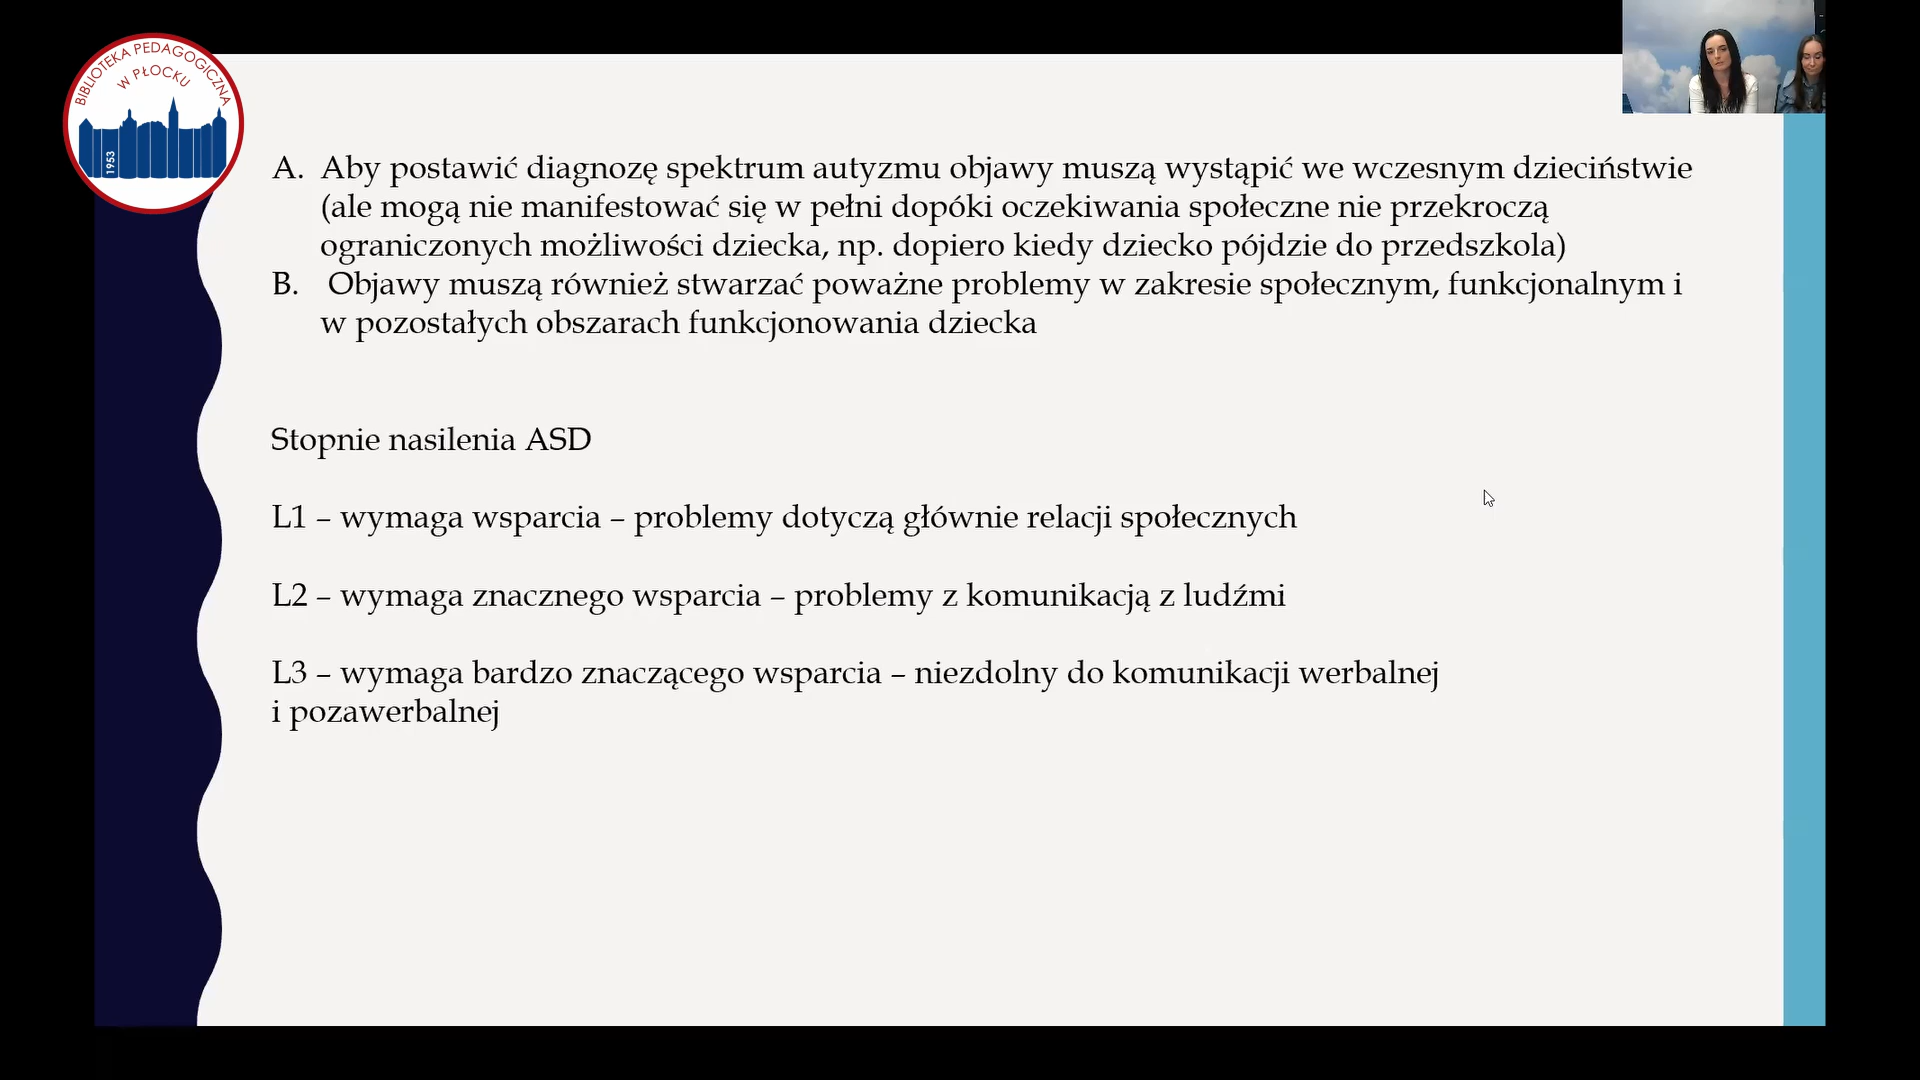 BIBLIOTEKA PEDAGOGICZNA
W PŁOCKU
1953
A. Aby postawić diagnozę spektrum autyzmu objawy muszą wystąpić we wczesnym dzieciństwie
(ale mogą nie manifestować się w pełni dopóki oczekiwania społeczne nie przekroczą
ograniczonych możliwości dziecka, np. dopiero kiedy dziecko pójdzie do przedszkola)
B. Objawy muszą również stwarzać poważne problemy w zakresie społecznym, funkcjonalnym i
w pozostałych obszarach funkcjonowania dziecka
Stopnie nasilenia ASD
L1 – wymaga wsparcia – problemy dotyczą głównie relacji społecznych
L2 – wymaga znacznego wsparcia – problemy z komunikacją z ludźmi
L3 – wymaga bardzo znaczącego wsparcia – niezdolny do komunikacji werbalnej
i pozawerbalnej